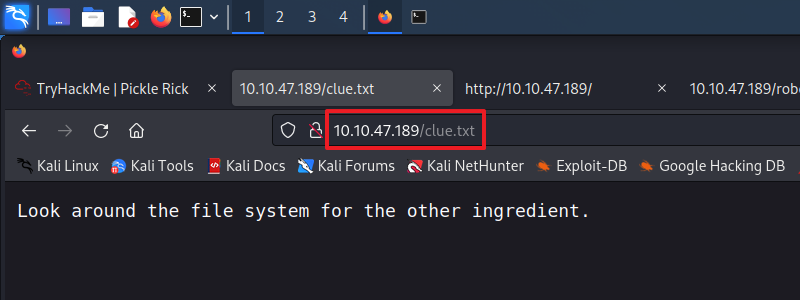 1 2 3 4
TryHackMe | Pickle Rick 10.10.47.189/clue.txt http://10.10.47.189/ 10.10.47.189/rob
10.10.47.189/clue.txt
Kali Linux Kali Tools Kali Docs Kali Forums Kali NetHunter Exploit-DB Google Hacking DB
Look around the file system for the other ingredient.